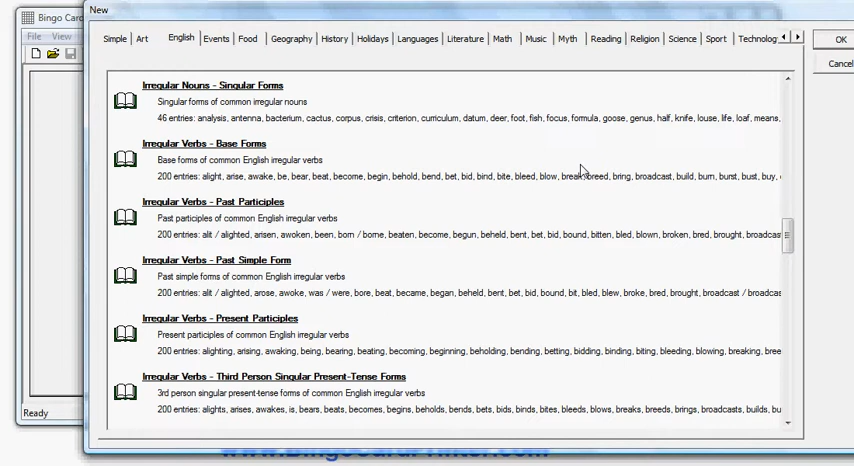 Bingo Card
New
File View
Simple Art English Events Food Geography History Holidays Languages Literature Math Music Myth Reading Religion Science Sport Technolog
OK
Cancel
Irregular Nouns - Singular Forms
Singular forms of common irregular nouns
46 entries: analysis, antenna, bacterium, cactus, corpus, crisis, criterion, curriculum, datum, deer, foot, fish, focus, formula, goose, genus, half, knife, louse, life, loaf, means,
Irregular Verbs - Base Forms
Base forms of common English irregular verbs
200 entries: alight, arise, awake, be, bear, beat, become, begin, behold, bend, bet, bid, bind, bite, bleed, blow, break, breed, bring, broadcast, build, burn, burst, bust, buy,
Irregular Verbs - Past Participles
Past participles of common English irregular verbs
200 entries: alit / alighted, arisen, awoken, been, born / borne, beaten, become, begun, beheld, bent, bet, bid, bound, bitten, bled, blown, broken, bred, brought, broadcas
Irregular Verbs - Past Simple Form
Past simple forms of common English irregular verbs
200 entries: alit / alighted, arose, awoke, was / were, bore, beat, became, began, beheld, bent, bet, bid, bound, bit, bled, blew, broke, bred, brought, broadcast / broadcas
Irregular Verbs - Present Participles
Present participles of common English irregular verbs
200 entries: alighting, arising, awaking, being, bearing, beating, becoming, beginning, beholding, bending, betting, bidding, binding, biting, bleeding, blowing, breaking, bree
Irregular Verbs - Third Person Singular Present-Tense Forms
3rd person singular present-tense forms of common English irregular verbs
200 entries: alights, arises, awakes, is, bears, beats, becomes, begins, beholds, bends, bets, bids, binds, bites, bleeds, blows, breaks, breeds, brings, broadcasts, builds, bu
Ready